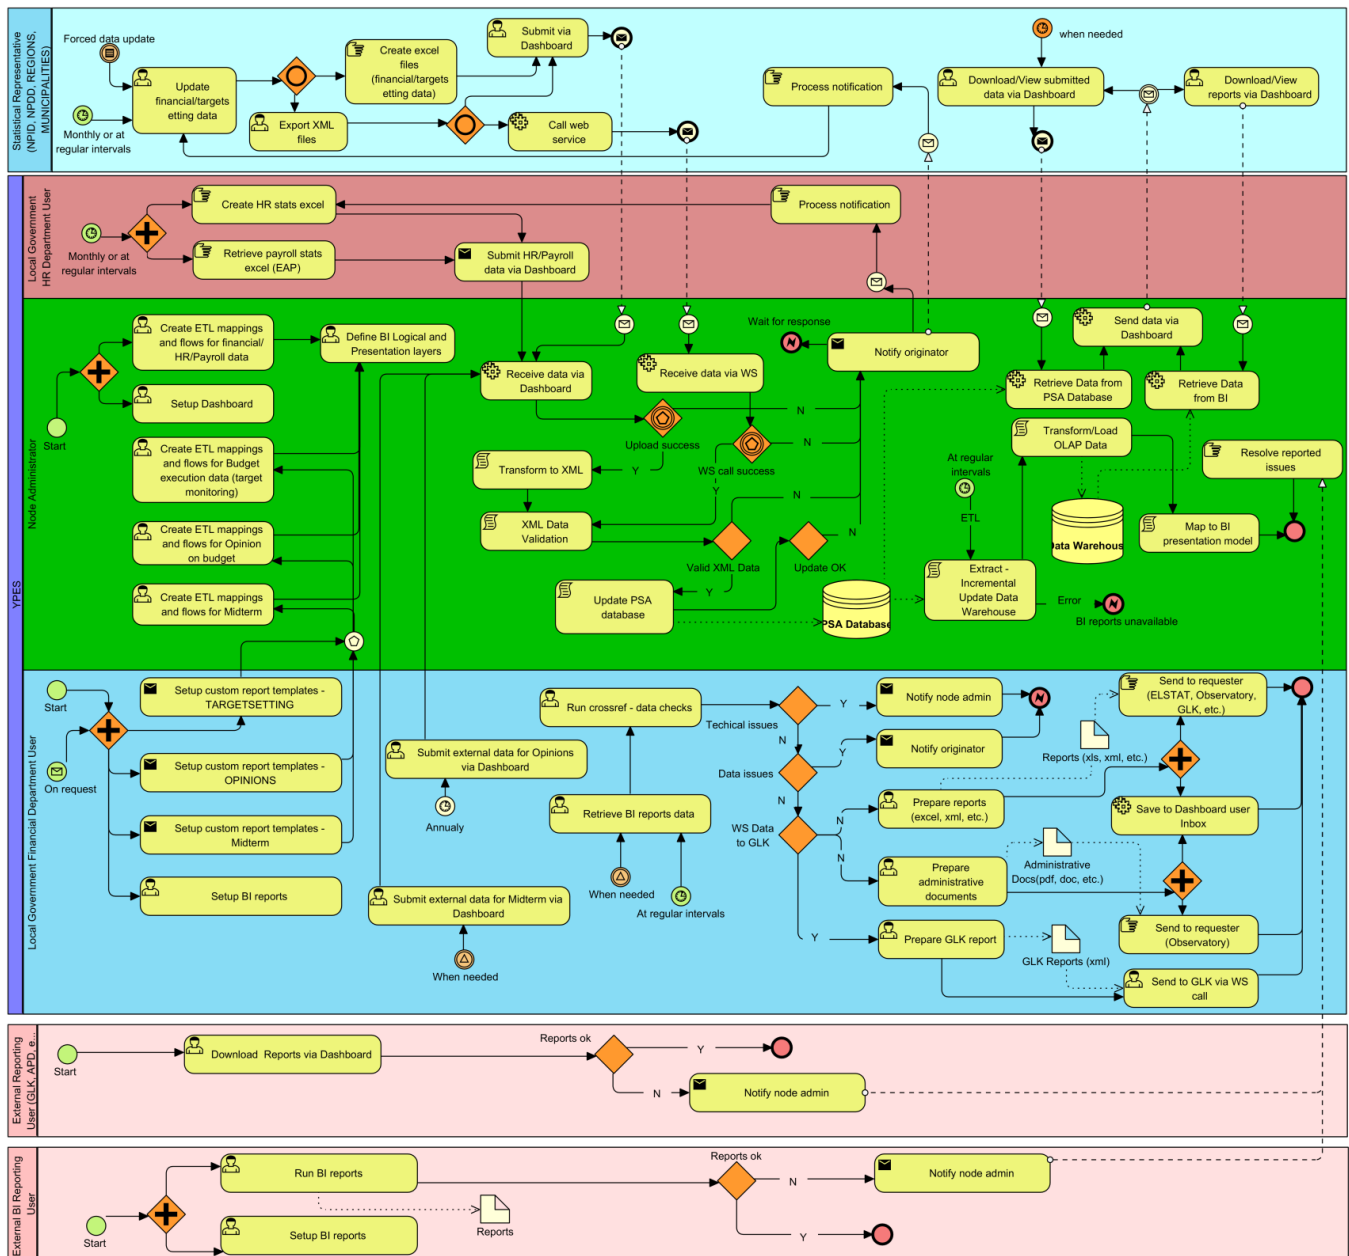 Statistical Representative
(NPID, NPDD, REGIONS,
MUNICIPALITIES)
Forced data update
Monthly or at
regular intervals
Update
financial/targets
etting data
Create excel
files
(financial/targets
etting data)
Export XML
files
Submit via
Dashboard
Call web
service
Process notification
when needed
Download/View submitted
data via Dashboard
Download/View
reports via Dashboard
YPES
Local Government
HR Department User
Monthly or at
regular intervals
Create HR stats excel
Retrieve payroll stats
excel (EAP)
Submit HR/Payroll
data via Dashboard
Process notification
Node Administrator
Start
Create ETL mappings
and flows for financial/
HR/Payroll data
Define BI Logical and
Presentation layers
Setup Dashboard
Create ETL mappings
and flows for Budget
execution data (target
monitoring)
Create ETL mappings
and flows for Opinion
on budget
Create ETL mappings
and flows for Midterm
Receive data via
Dashboard
Receive data via WS
Wait for response
Notify originator
Upload success
N
WS call success
N
Y
Y
Transform to XML
XML Data
Validation
Valid XML Data
N
Y
Update OK
N
Update PSA
database
PSA Database
Send data via
Dashboard
Retrieve Data from
PSA Database
Retrieve Data
from BI
Transform/Load
OLAP Data
Resolve reported
issues
At regular
intervals
ETL
Extract -
Incremental
Update Data
Warehouse
Data Warehous
Map to BI
presentation model
Error
BI reports unavailable
Local Government Financial Department User
Start
On request
Setup custom report templates -
TARGETSETTING
Setup custom report templates -
OPINIONS
Setup custom report templates -
Midterm
Setup BI reports
Submit external data for Opinions
via Dashboard
Annualy
Submit external data for Midterm via
Dashboard
When needed
Run crossref - data checks
Retrieve BI reports data
When needed
At regular intervals
Techical issues
Y
N
Data issues
Y
N
WS Data
to GLK
N
N
Y
Notify node admin
Notify originator
Prepare reports
(excel, xml, etc.)
Prepare
administrative
documents
Prepare GLK report
Reports (xls, xml, etc.)
Administrative
Docs(pdf, doc, etc.)
GLK Reports (xml)
Send to requester
(ELSTAT, Observatory,
GLK, etc.)
Save to Dashboard user
Inbox
Send to requester
(Observatory)
Send to GLK via WS
call
External Reporting
User (GLK, APD, e...
Start
Download Reports via Dashboard
Reports ok
Y
N
Notify node admin
External BI Reporting
User
Start
Run BI reports
Setup BI reports
Reports
Reports ok
N
Y
Notify node admin